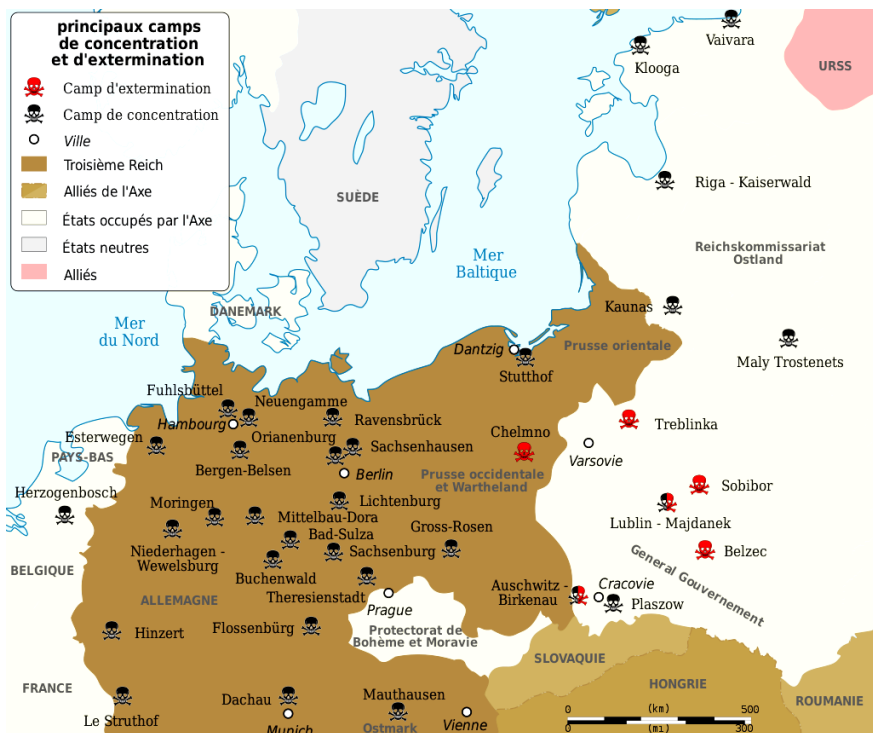 principaux camps
de concentration
et d'extermination
Camp d'extermination
Camp de concentration
Ville
Troisième Reich
Alliés de l'Axe
États occupés par l'Axe
États neutres
Alliés
Vaivara
Klooga
URSS
SUÈDE
Riga - Kaiserwald
Mer
Baltique
Reichskommissariat
Ostland
DANEMARK
Kaunas
Mer
du Nord
Prusse orientale
Dantzig
Maly Trostenets
Stutthof
Fuhlsbüttel
Neuengamme
Hambourg
Ravensbrück
Treblinka
Esterwegen
Orianenburg
Chelmno
Sachsenhausen
PAYS-BAS
Varsovie
Bergen-Belsen
Berlin
Prusse occidentale
et Wartheland
Sobibor
Herzogenbosch
Moringen
Lichtenburg
Mittelbau-Dora
Lublin - Majdanek
Gross-Rosen
Bad-Sulza
Niederhagen -
Wewelsburg
Sachsenburg
Belzec
General Gouvernement
BELGIQUE
Buchenwald
Theresienstadt
Auschwitz -
Birkenau
Cracovie
Plaszow
ALLEMAGNE
Prague
Hinzert
Flossenbürg
Protectorat de
Bohème et Moravie
SLOVAQUIE
FRANCE
HONGRIE
Dachau
Mauthausen
ROUMANIE
Le Struthof
Munich
Ostmark
Vienne
0 (km) 500
0 (mi) 300